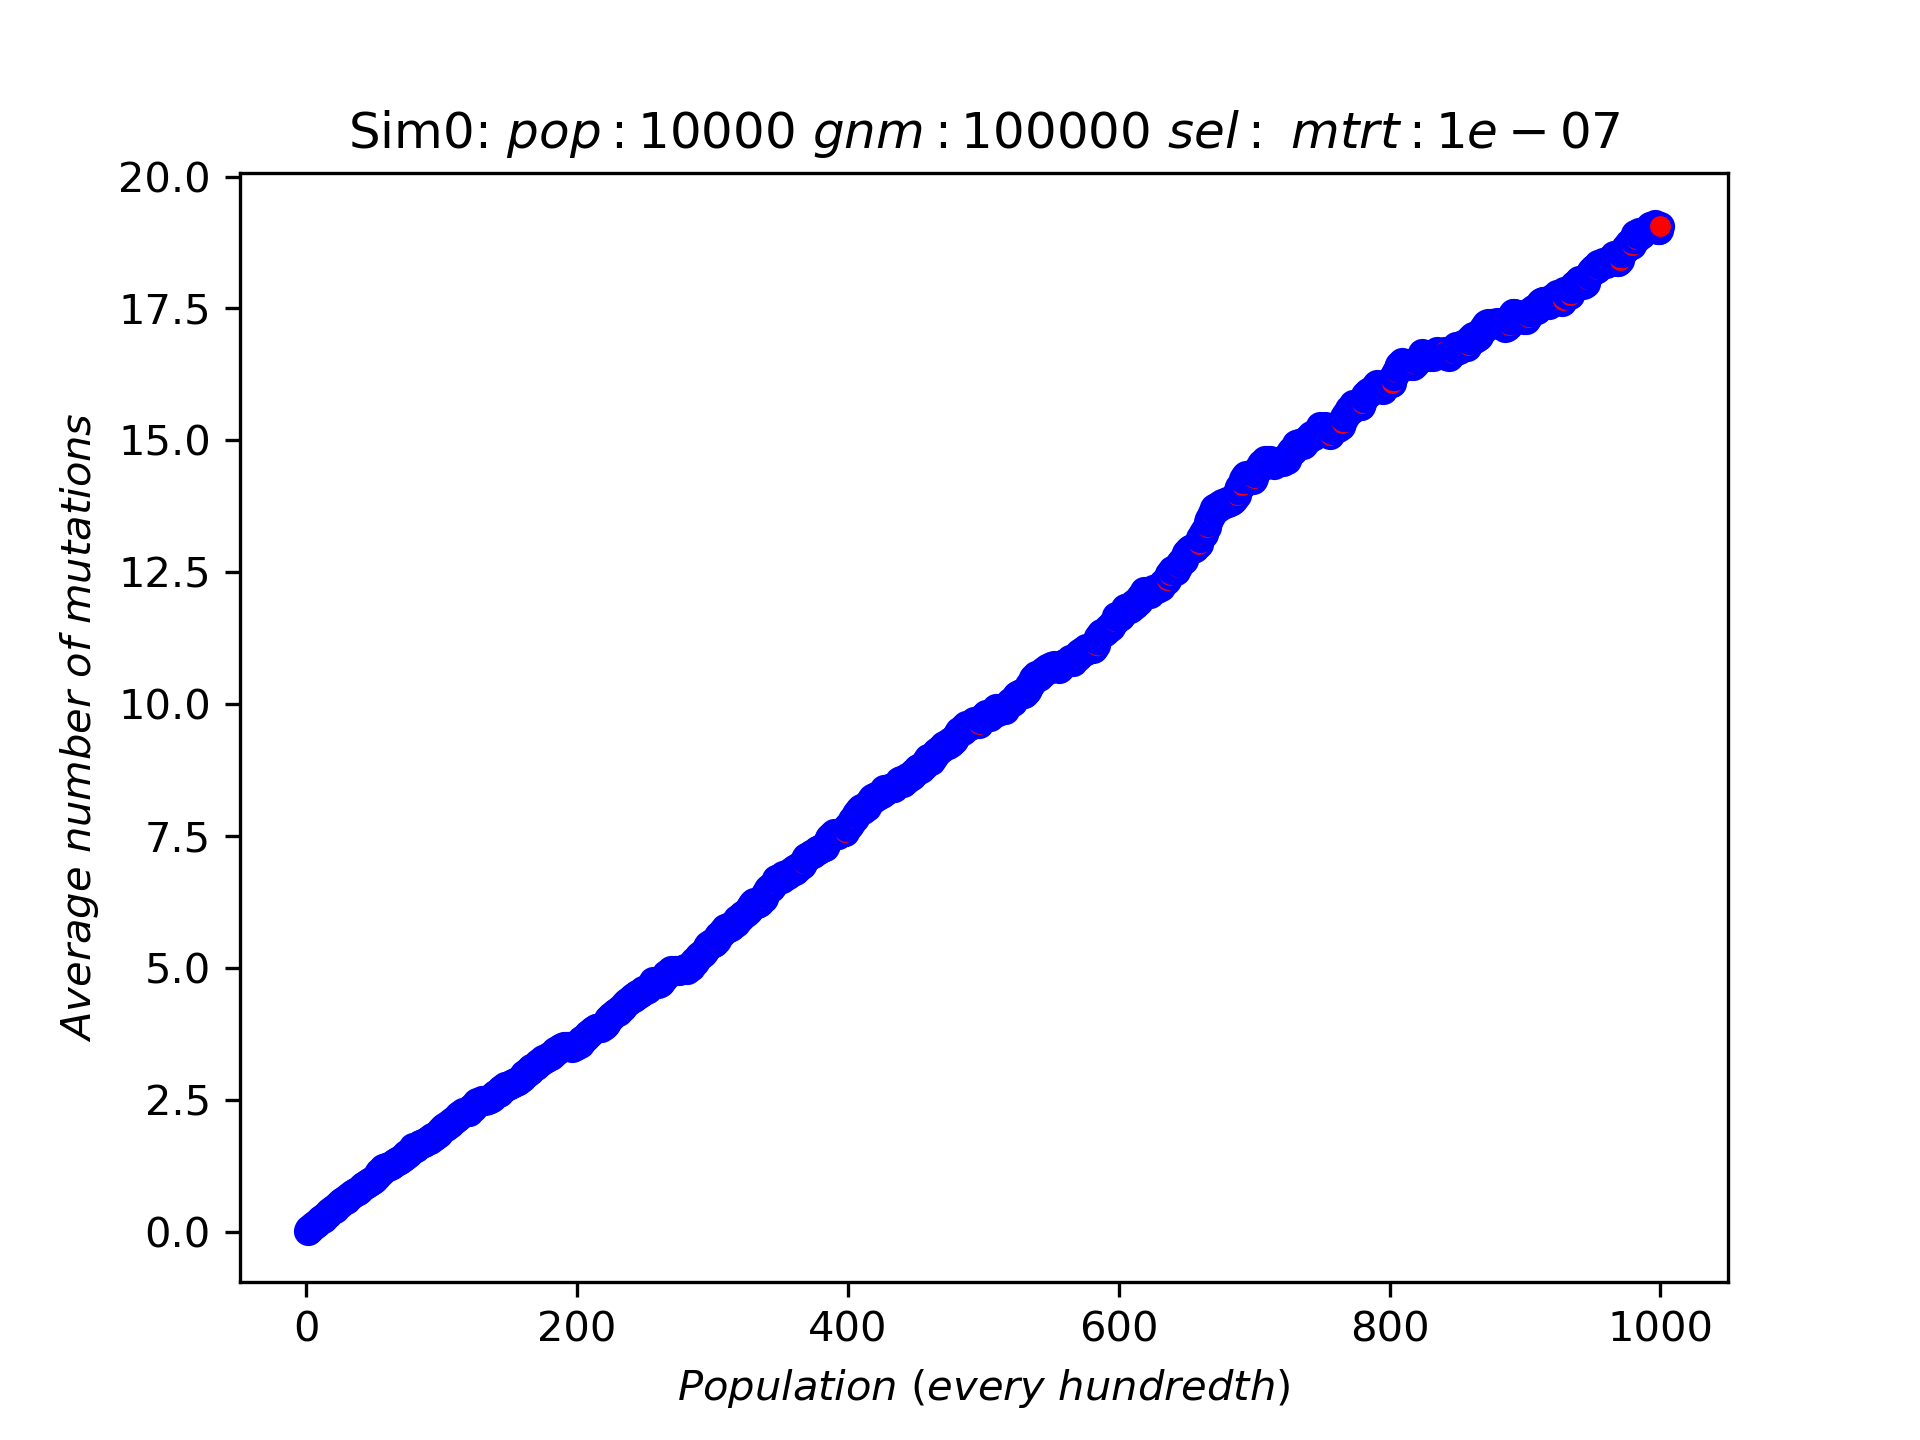 Sim0: pop : 10000 gnm : 100000 sel : mtrt : 1e − 07
20.0
17.5
15.0
12.5
10.0
7.5
5.0
2.5
0.0
Average number of mutations
0 200 400 600 800 1000
Population (every hundredth)